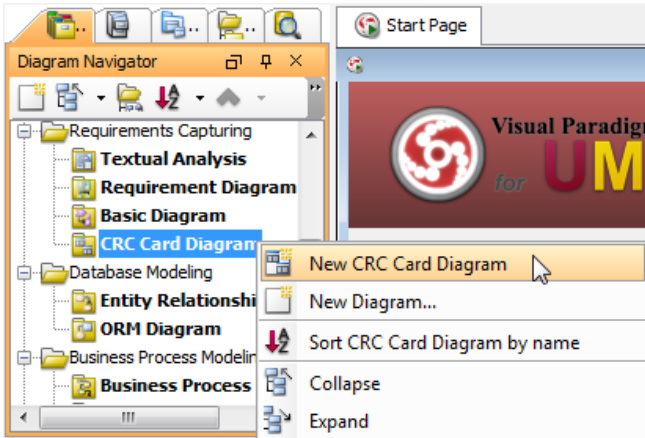 Start Page
Diagram Navigator
Requirements Capturing
Textual Analysis
Requirement Diagram
Basic Diagram
CRC Card Diagram
Database Modeling
Entity Relationshi
ORM Diagram
Business Process Modelin
Business Process
Visual Paradig
for UM
New CRC Card Diagram
New Diagram...
Sort CRC Card Diagram by name
Collapse
Expand